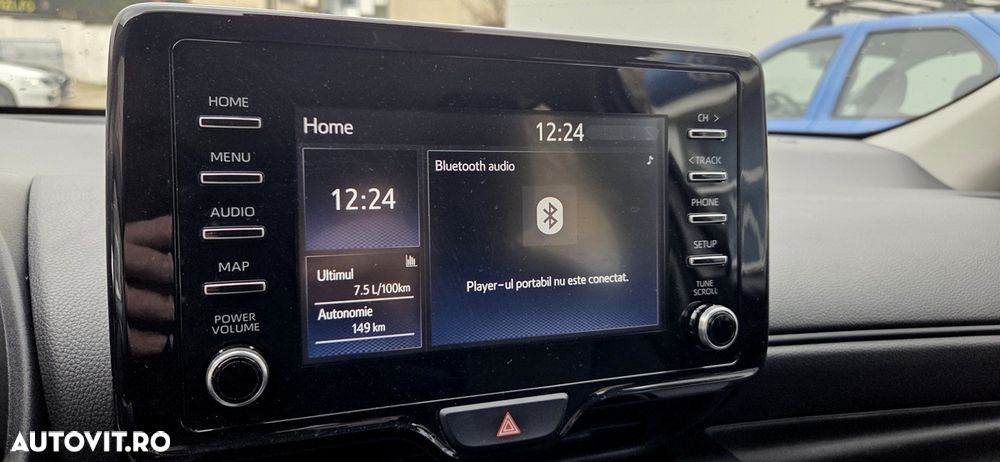 HOME
MENU
AUDIO
MAP
POWER
VOLUME
Home
12:24
12:24
Ultimul
7.5 L/100km
Autonomie
149 km
Bluetooth audio
Player-ul portabil nu este conectat.
CH >
< TRACK
PHONE
SETUP
TUNE
SCROLL
AUTOVIT.RO